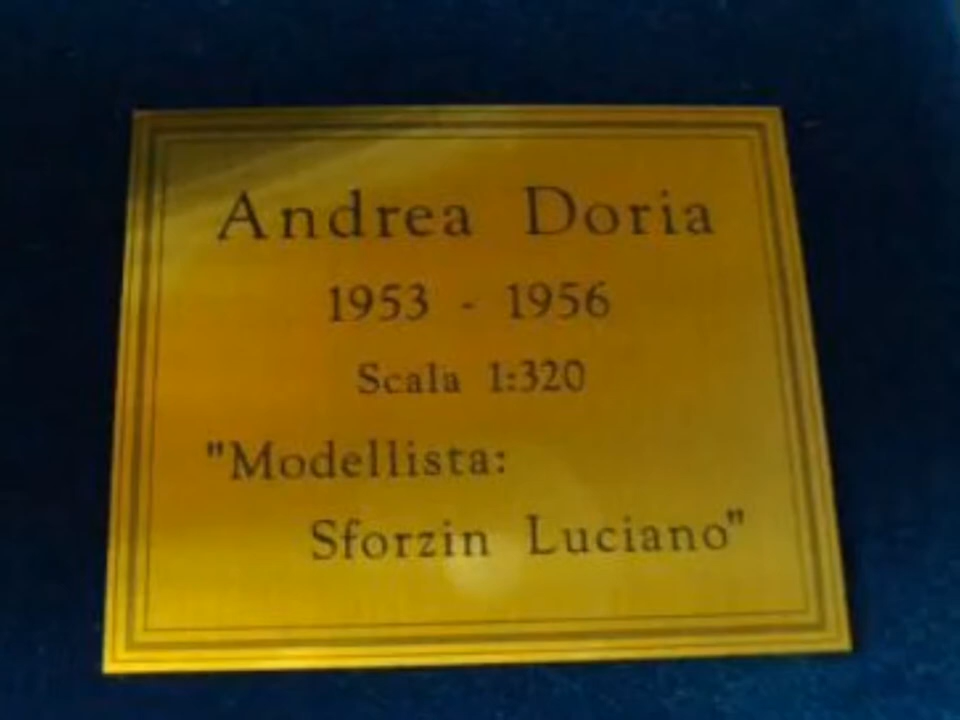 Andrea Doria
1953 - 1956
Scala 1:320
"Modellista:
Sforzin Luciano"